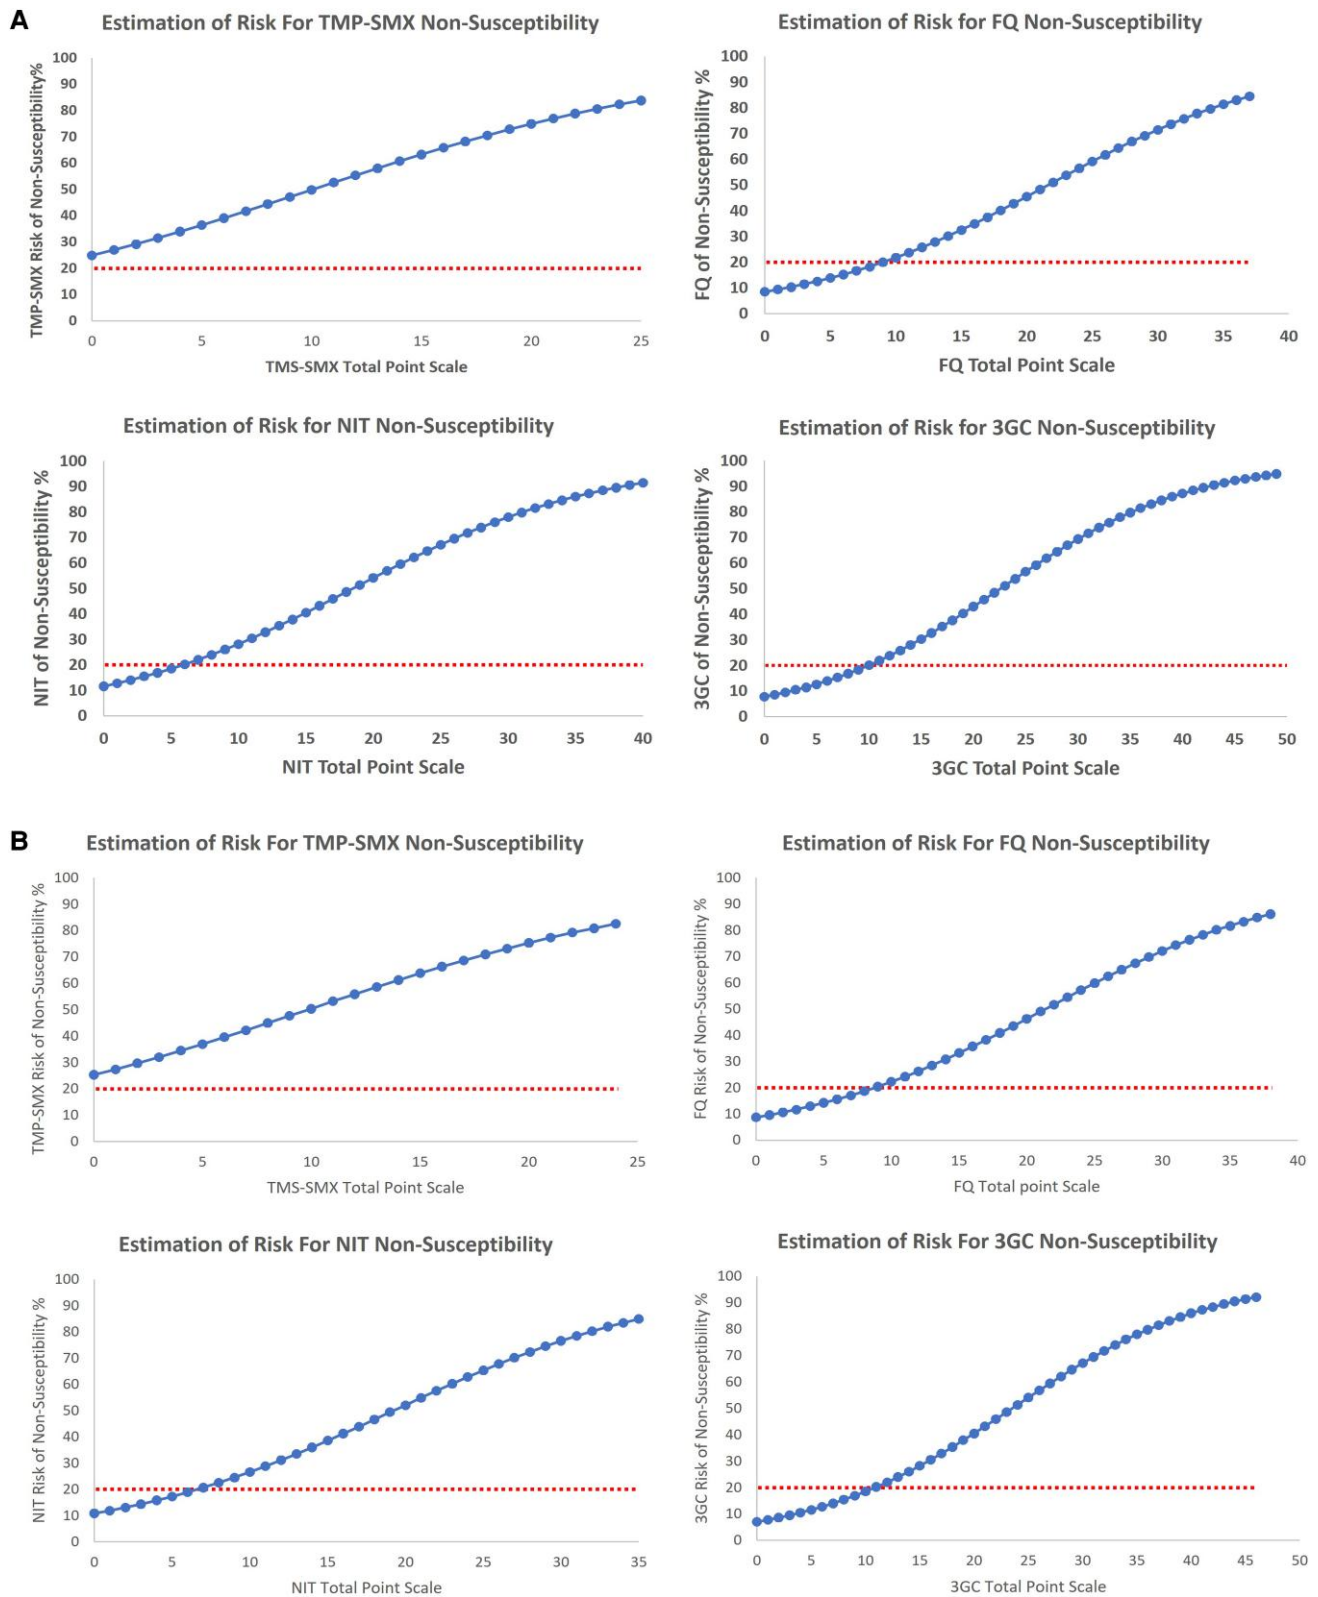 A
Estimation of Risk For TMP-SMX Non-Susceptibility
TMP-SMX Risk of Non-Susceptibility%
100
90
80
70
60
50
40
30
20
10
0
0 5 10 15 20 25
TMS-SMX Total Point Scale
Estimation of Risk for FQ Non-Susceptibility
FQ of Non-Susceptibility %
100
90
80
70
60
50
40
30
20
10
0
0 5 10 15 20 25 30 35 40
FQ Total Point Scale
Estimation of Risk for NIT Non-Susceptibility
NIT of Non-Susceptibility %
100
90
80
70
60
50
40
30
20
10
0
0 5 10 15 20 25 30 35 40
NIT Total Point Scale
Estimation of Risk for 3GC Non-Susceptibility
3GC of Non-Susceptibility %
100
90
80
70
60
50
40
30
20
10
0
0 5 10 15 20 25 30 35 40 45 50
3GC Total Point Scale
B
Estimation of Risk For TMP-SMX Non-Susceptibility
TMP-SMX Risk of Non-Susceptibility %
100
90
80
70
60
50
40
30
20
10
0
0 5 10 15 20 25
TMS-SMX Total Point Scale
Estimation of Risk For FQ Non-Susceptibility
FQ Risk of Non-Susceptibility %
100
90
80
70
60
50
40
30
20
10
0
0 5 10 15 20 25 30 35 40
FQ Total point Scale
Estimation of Risk For NIT Non-Susceptibility
NIT Risk of Non-Susceptibility %
100
90
80
70
60
50
40
30
20
10
0
0 5 10 15 20 25 30 35
NIT Total Point Scale
Estimation of Risk For 3GC Non-Susceptibility
3GC Risk of Non-Susceptibility %
100
90
80
70
60
50
40
30
20
10
0
0 5 10 15 20 25 30 35 40 45 50
3GC Total Point Scale